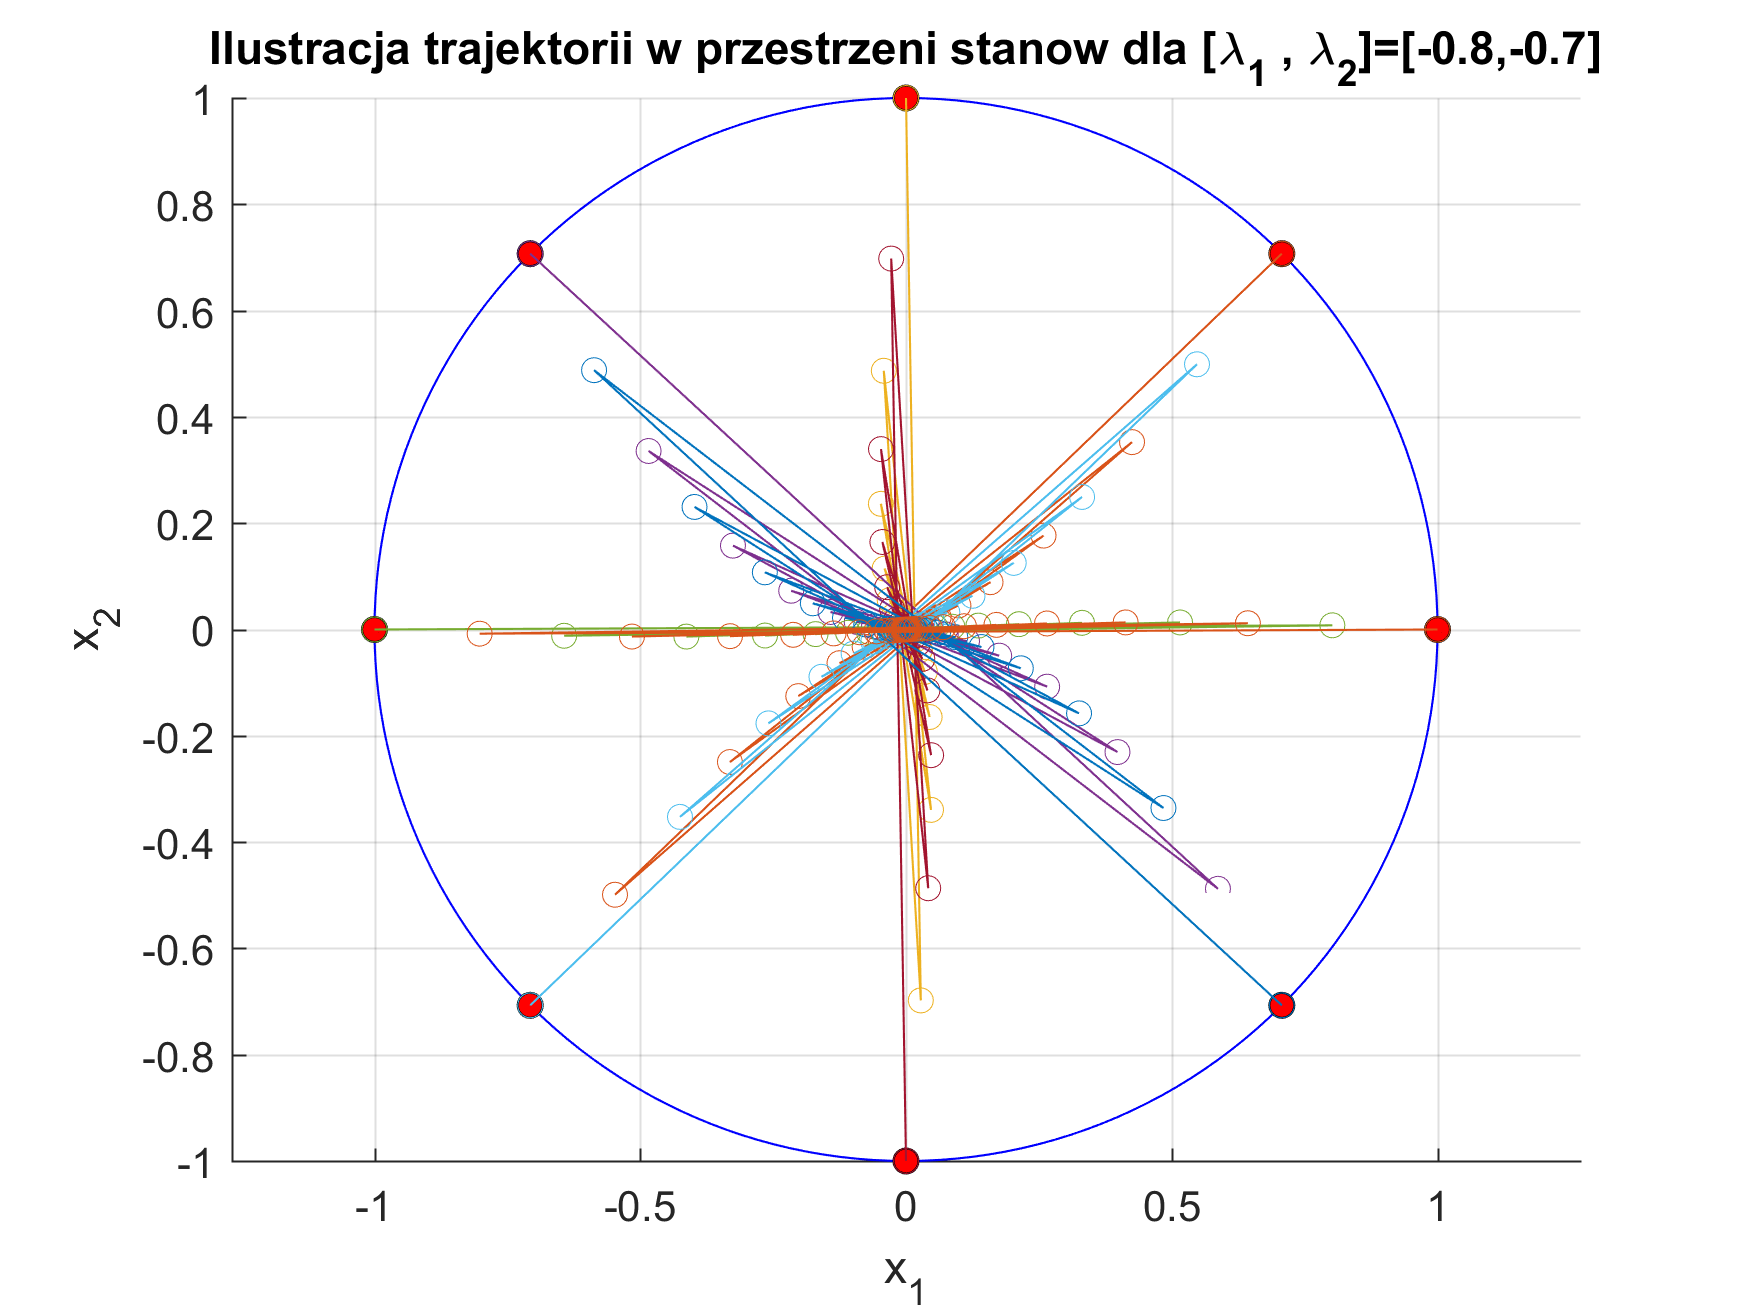 Ilustracja trajektorii w przestrzeni stanow dla [λ₁ , λ₂]=[-0.8,-0.7]
1
0.8
0.6
0.4
0.2
0
-0.2
-0.4
-0.6
-0.8
-1
x₂
-1 -0.5 0 0.5 1
x₁